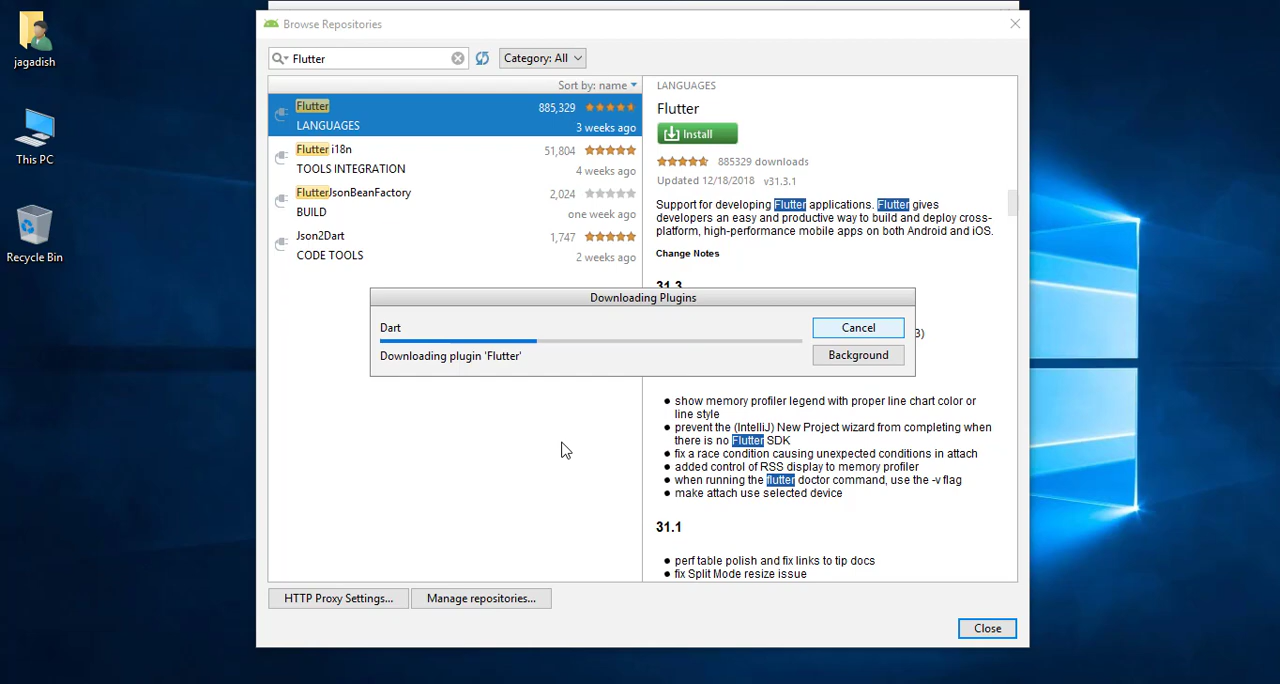 Browse Repositories
jagadish
This PC
Recycle Bin
Flutter
Category: All
Sort by: name
Flutter
885,329
LANGUAGES
3 weeks ago
Flutter i18n
51,804
TOOLS INTEGRATION
4 weeks ago
FlutterJsonBeanFactory
2,024
BUILD
one week ago
Json2Dart
1,747
CODE TOOLS
2 weeks ago
LANGUAGES
Flutter
Install
885329 downloads
Updated 12/18/2018 v31.3.1
Support for developing Flutter applications. Flutter gives
developers an easy and productive way to build and deploy cross-
platform, high-performance mobile apps on both Android and iOS.
Change Notes
31.3
Downloading Plugins
Dart
Cancel
Downloading plugin 'Flutter'
Background
3)
show memory profiler legend with proper line chart color or
line style
prevent the (IntelliJ) New Project wizard from completing when
there is no Flutter SDK
fix a race condition causing unexpected conditions in attach
added control of RSS display to memory profiler
when running the flutter doctor command, use the -v flag
make attach use selected device
31.1
perf table polish and fix links to tip docs
fix Split Mode resize issue
HTTP Proxy Settings...
Manage repositories...
Close